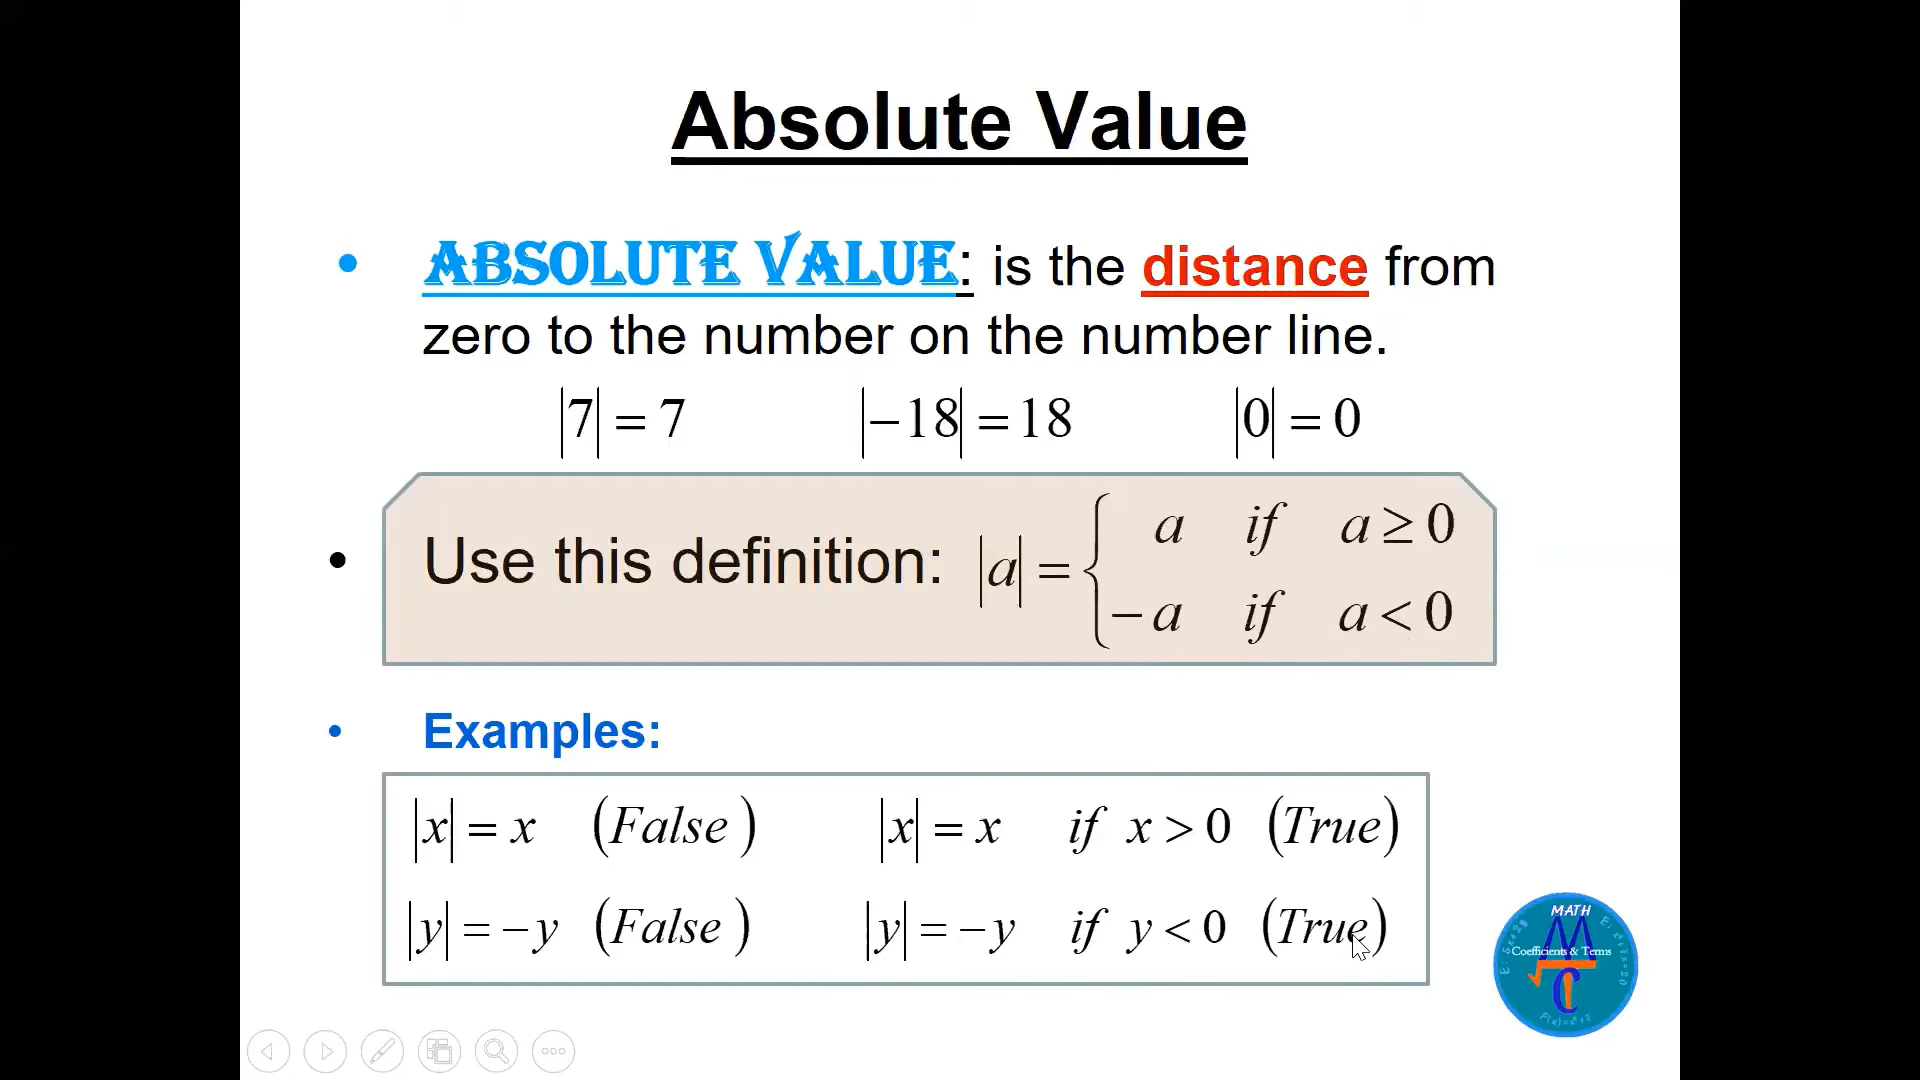 Absolute Value
• ABSOLUTE VALUE: is the distance from
zero to the number on the number line.
|7| = 7 |−18| = 18 |0| = 0
• Use this definition: |a| = { a if a ≥ 0
−a if a < 0
• Examples:
|x| = x (False) |x| = x if x > 0 (True)
|y| = −y (False) |y| = −y if y < 0 (True)
MATH
Coefficients & Terms